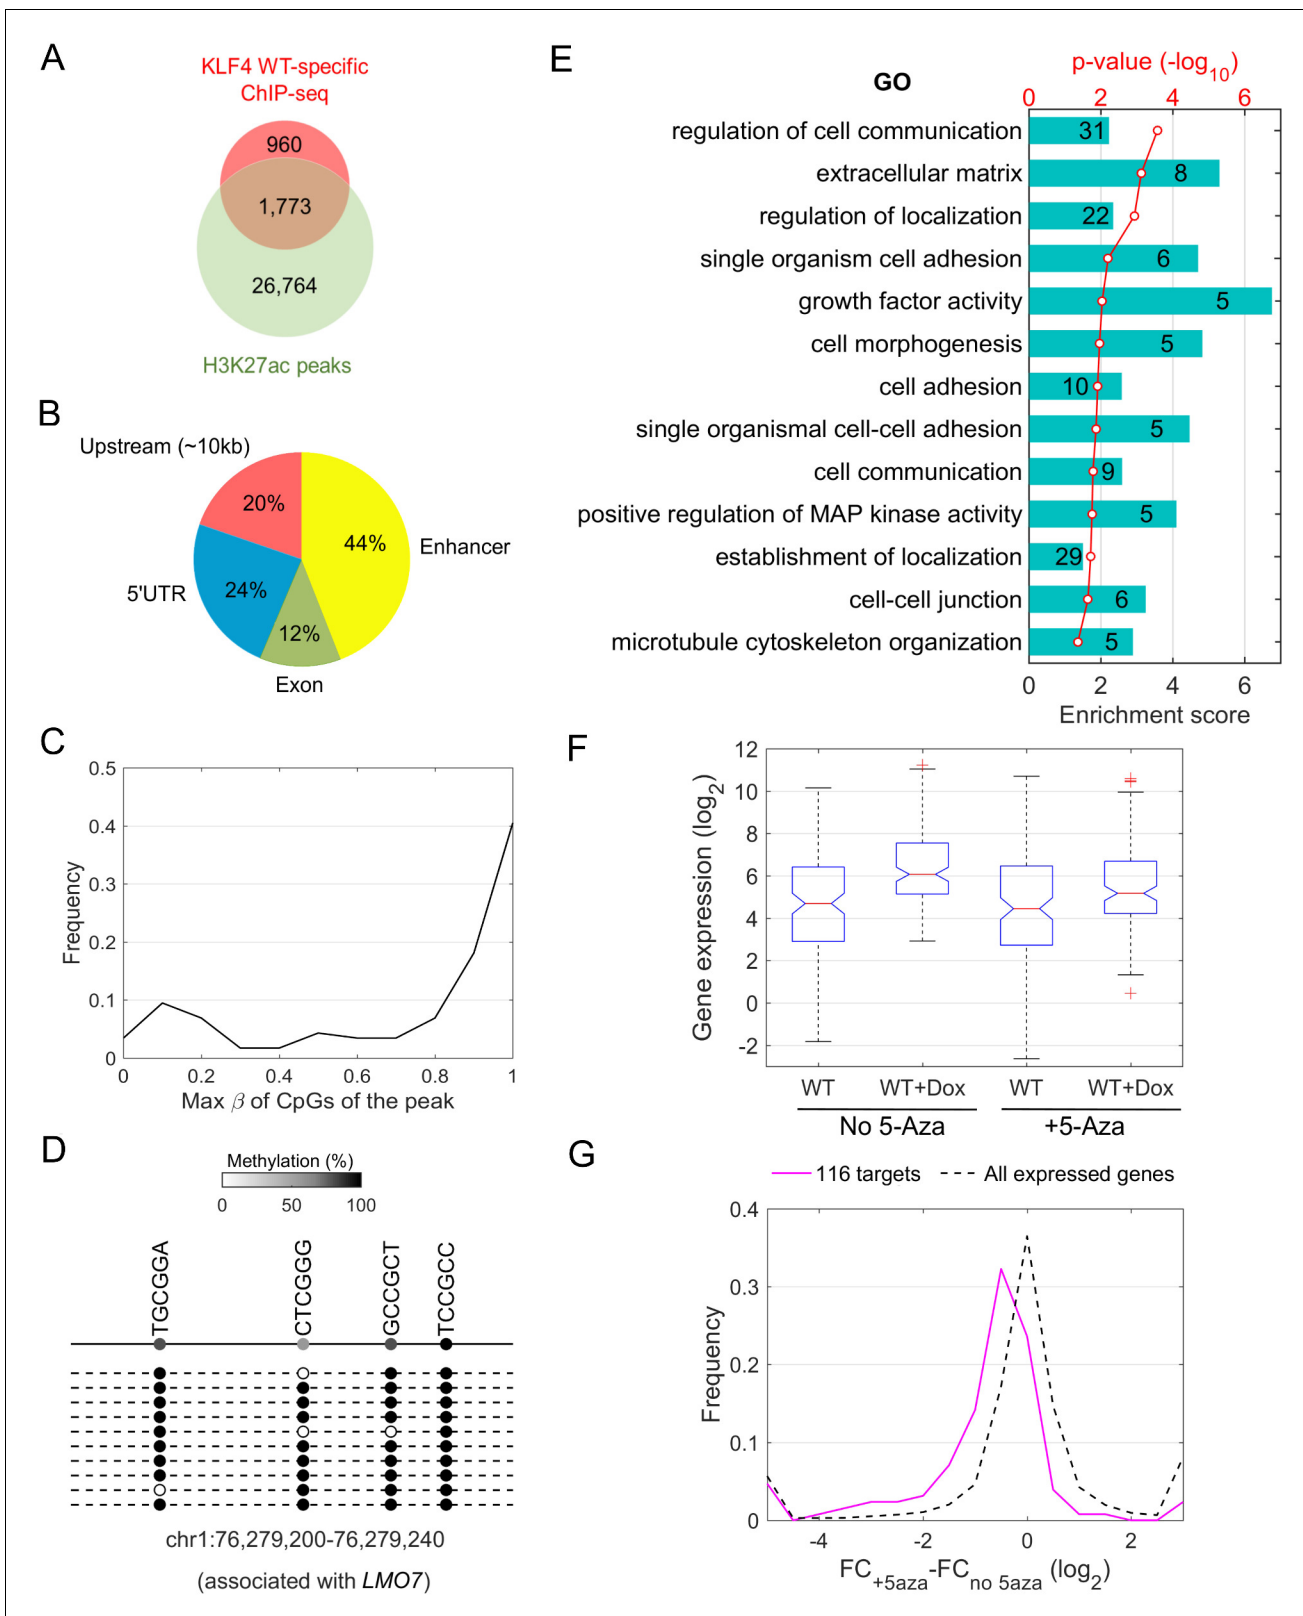 A
KLF4 WT-specific
ChIP-seq
960
1,773
26,764
H3K27ac peaks
B
Upstream (~10kb)
20%
44%
Enhancer
5'UTR
24%
12%
Exon
C
0.5
0.4
0.3
0.2
0.1
0
Frequency
0 0.2 0.4 0.6 0.8 1
Max β of CpGs of the peak
D
Methylation (%)
0 50 100
TGCGGA CTCGGG GCCGCT TCCGCC
chr1:76,279,200-76,279,240
(associated with LMO7)
E
GO
p-value (-log10)
0 2 4 6
regulation of cell communication 31
extracellular matrix 8
regulation of localization 22
single organism cell adhesion 6
growth factor activity 5
cell morphogenesis 5
cell adhesion 10
single organismal cell-cell adhesion 5
cell communication 9
positive regulation of MAP kinase activity 5
establishment of localization 29
cell-cell junction 6
microtubule cytoskeleton organization 5
0 2 4 6
Enrichment score
F
12
10
8
6
4
2
0
-2
Gene expression (log2)
WT WT+Dox WT WT+Dox
No 5-Aza +5-Aza
G
116 targets All expressed genes
0.4
0.3
0.2
0.1
0
Frequency
-4 -2 0 2
FC+5aza-FCno 5aza (log2)